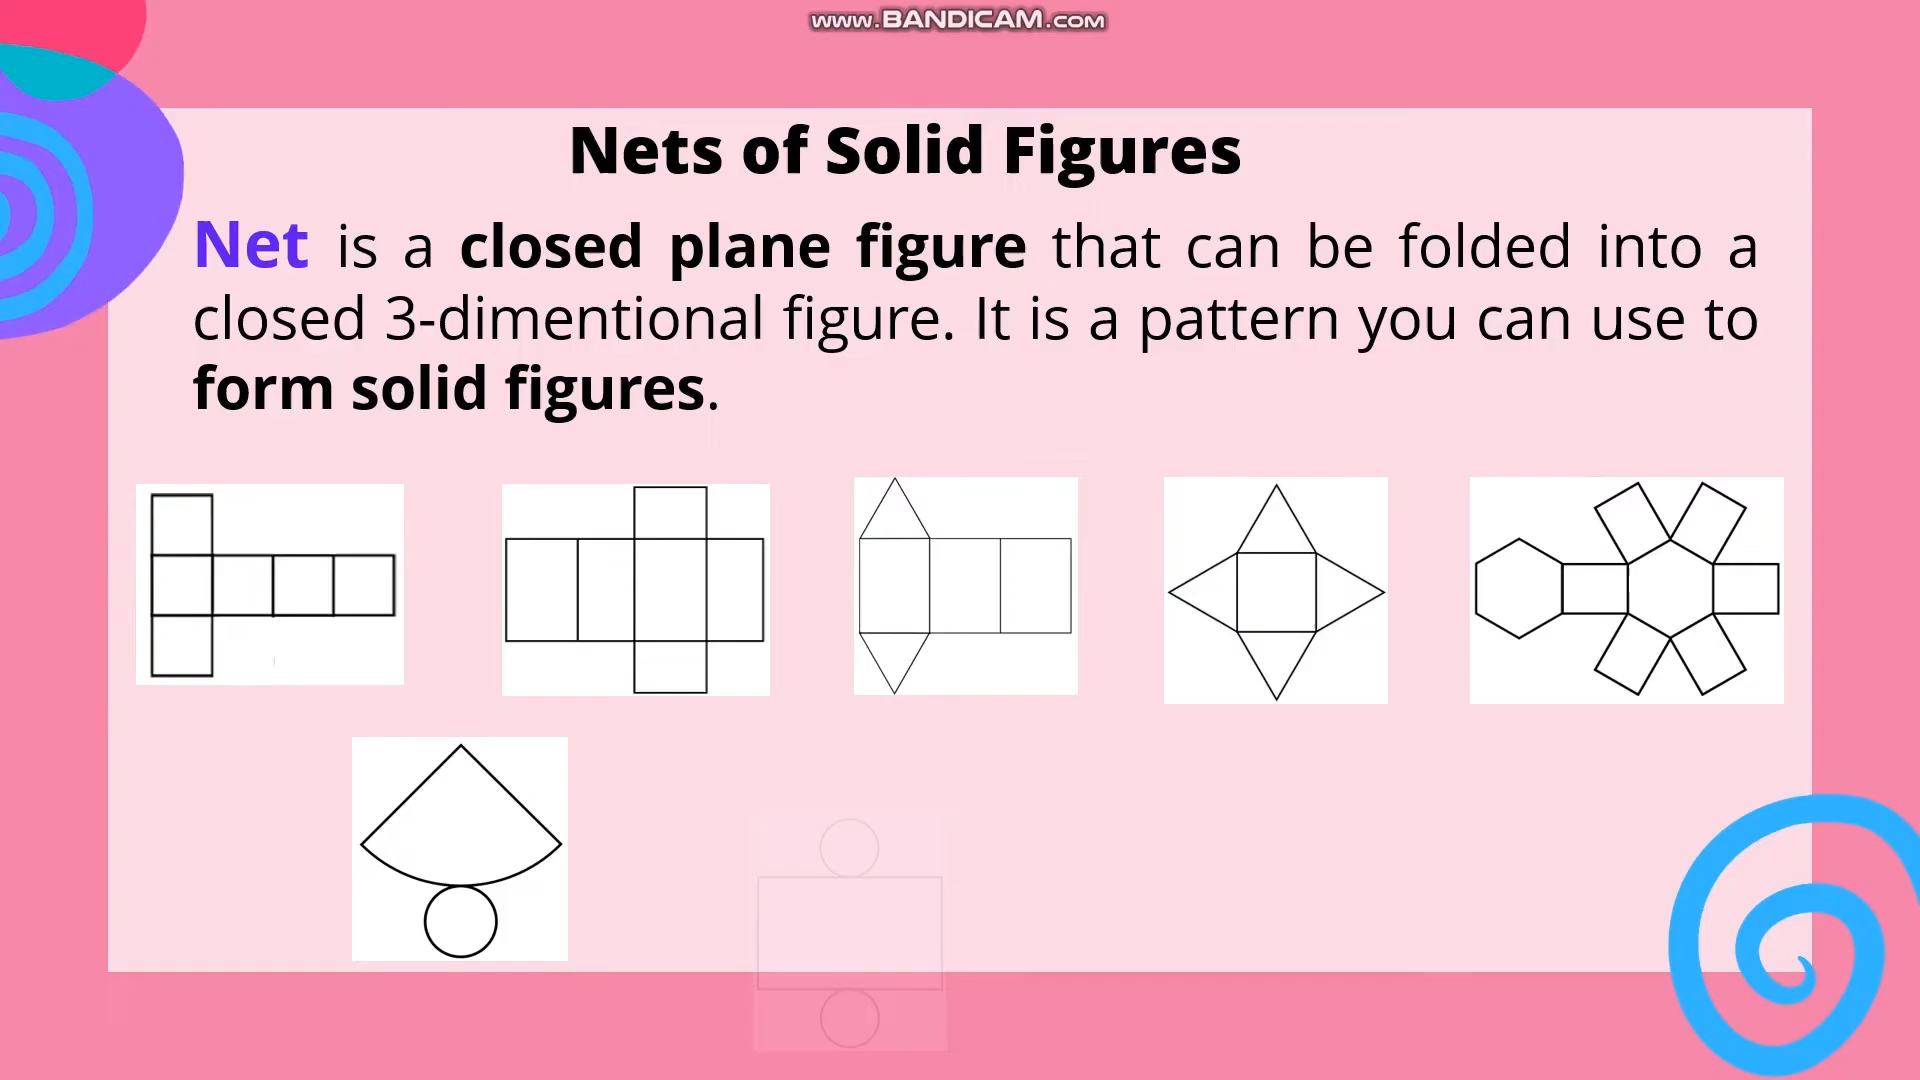 www.BANDICAM.com
Nets of Solid Figures
Net is a closed plane figure that can be folded into a
closed 3-dimentional figure. It is a pattern you can use to
form solid figures.